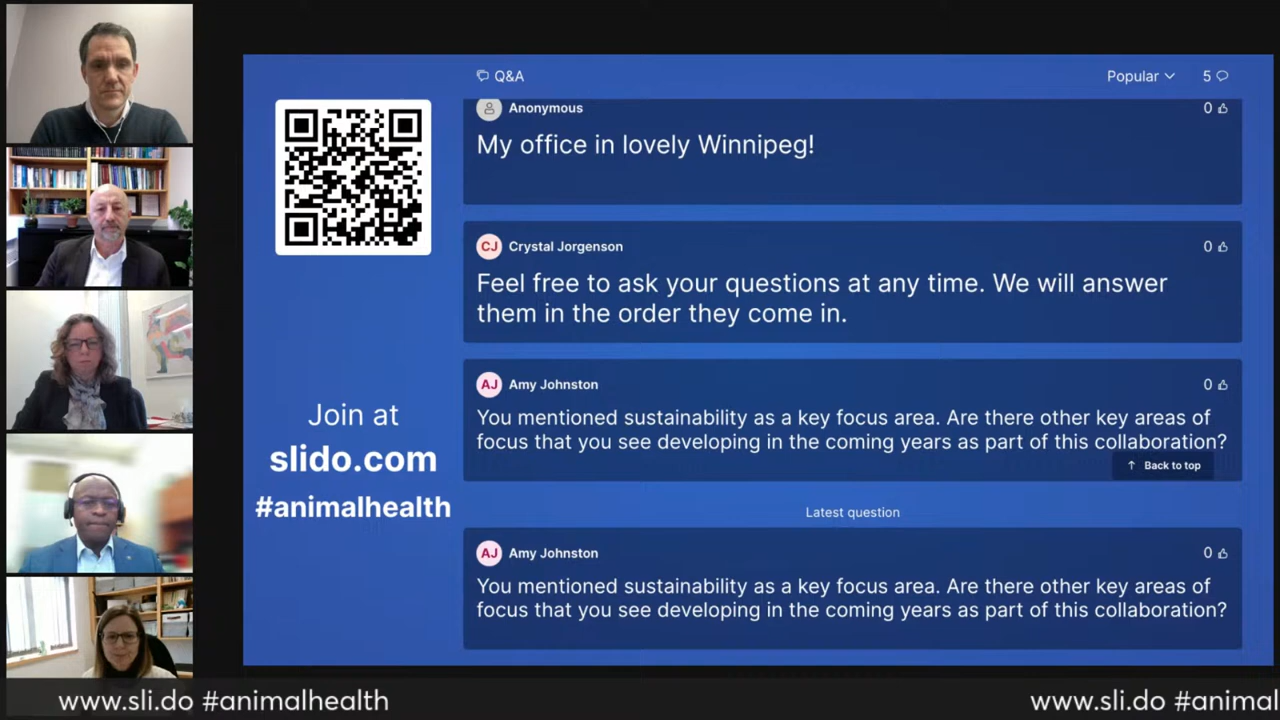 Q&A
Popular
5
Anonymous
0
My office in lovely Winnipeg!
CJ
Crystal Jorgenson
0
Feel free to ask your questions at any time. We will answer
them in the order they come in.
AJ
Amy Johnston
0
You mentioned sustainability as a key focus area. Are there other key areas of
focus that you see developing in the coming years as part of this collaboration?
Back to top
Latest question
AJ
Amy Johnston
0
You mentioned sustainability as a key focus area. Are there other key areas of
focus that you see developing in the coming years as part of this collaboration?
Join at
slido.com
#animalhealth
www.sli.do #animalhealth
www.sli.do #animal